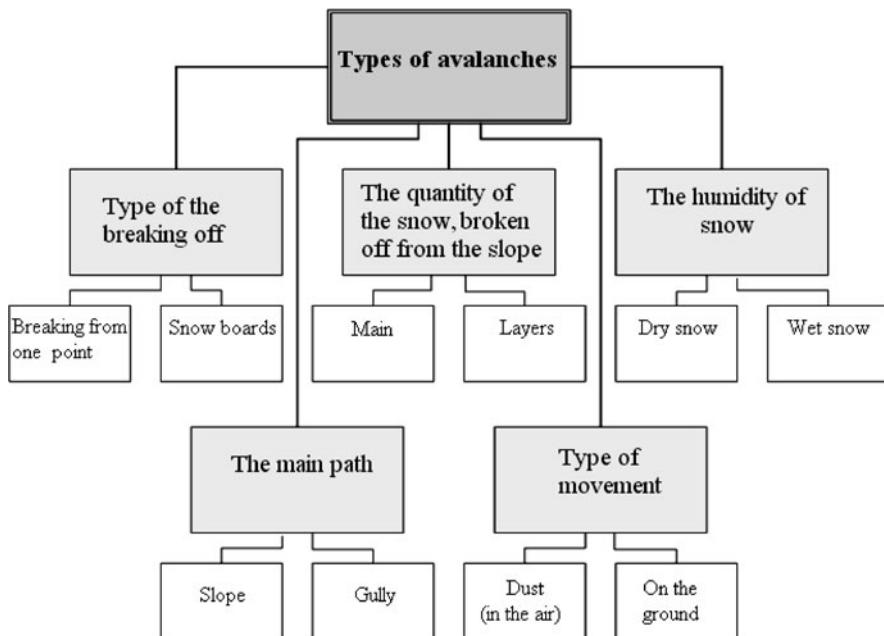 Types of avalanches
Type of the
breaking off
The quantity of
the snow, broken
off from the slope
The humidity of
snow
Breaking from
one point
Snow boards
Main
Layers
Dry snow
Wet snow
The main path
Type of
movement
Slope
Gully
Dust
(in the air)
On the
ground